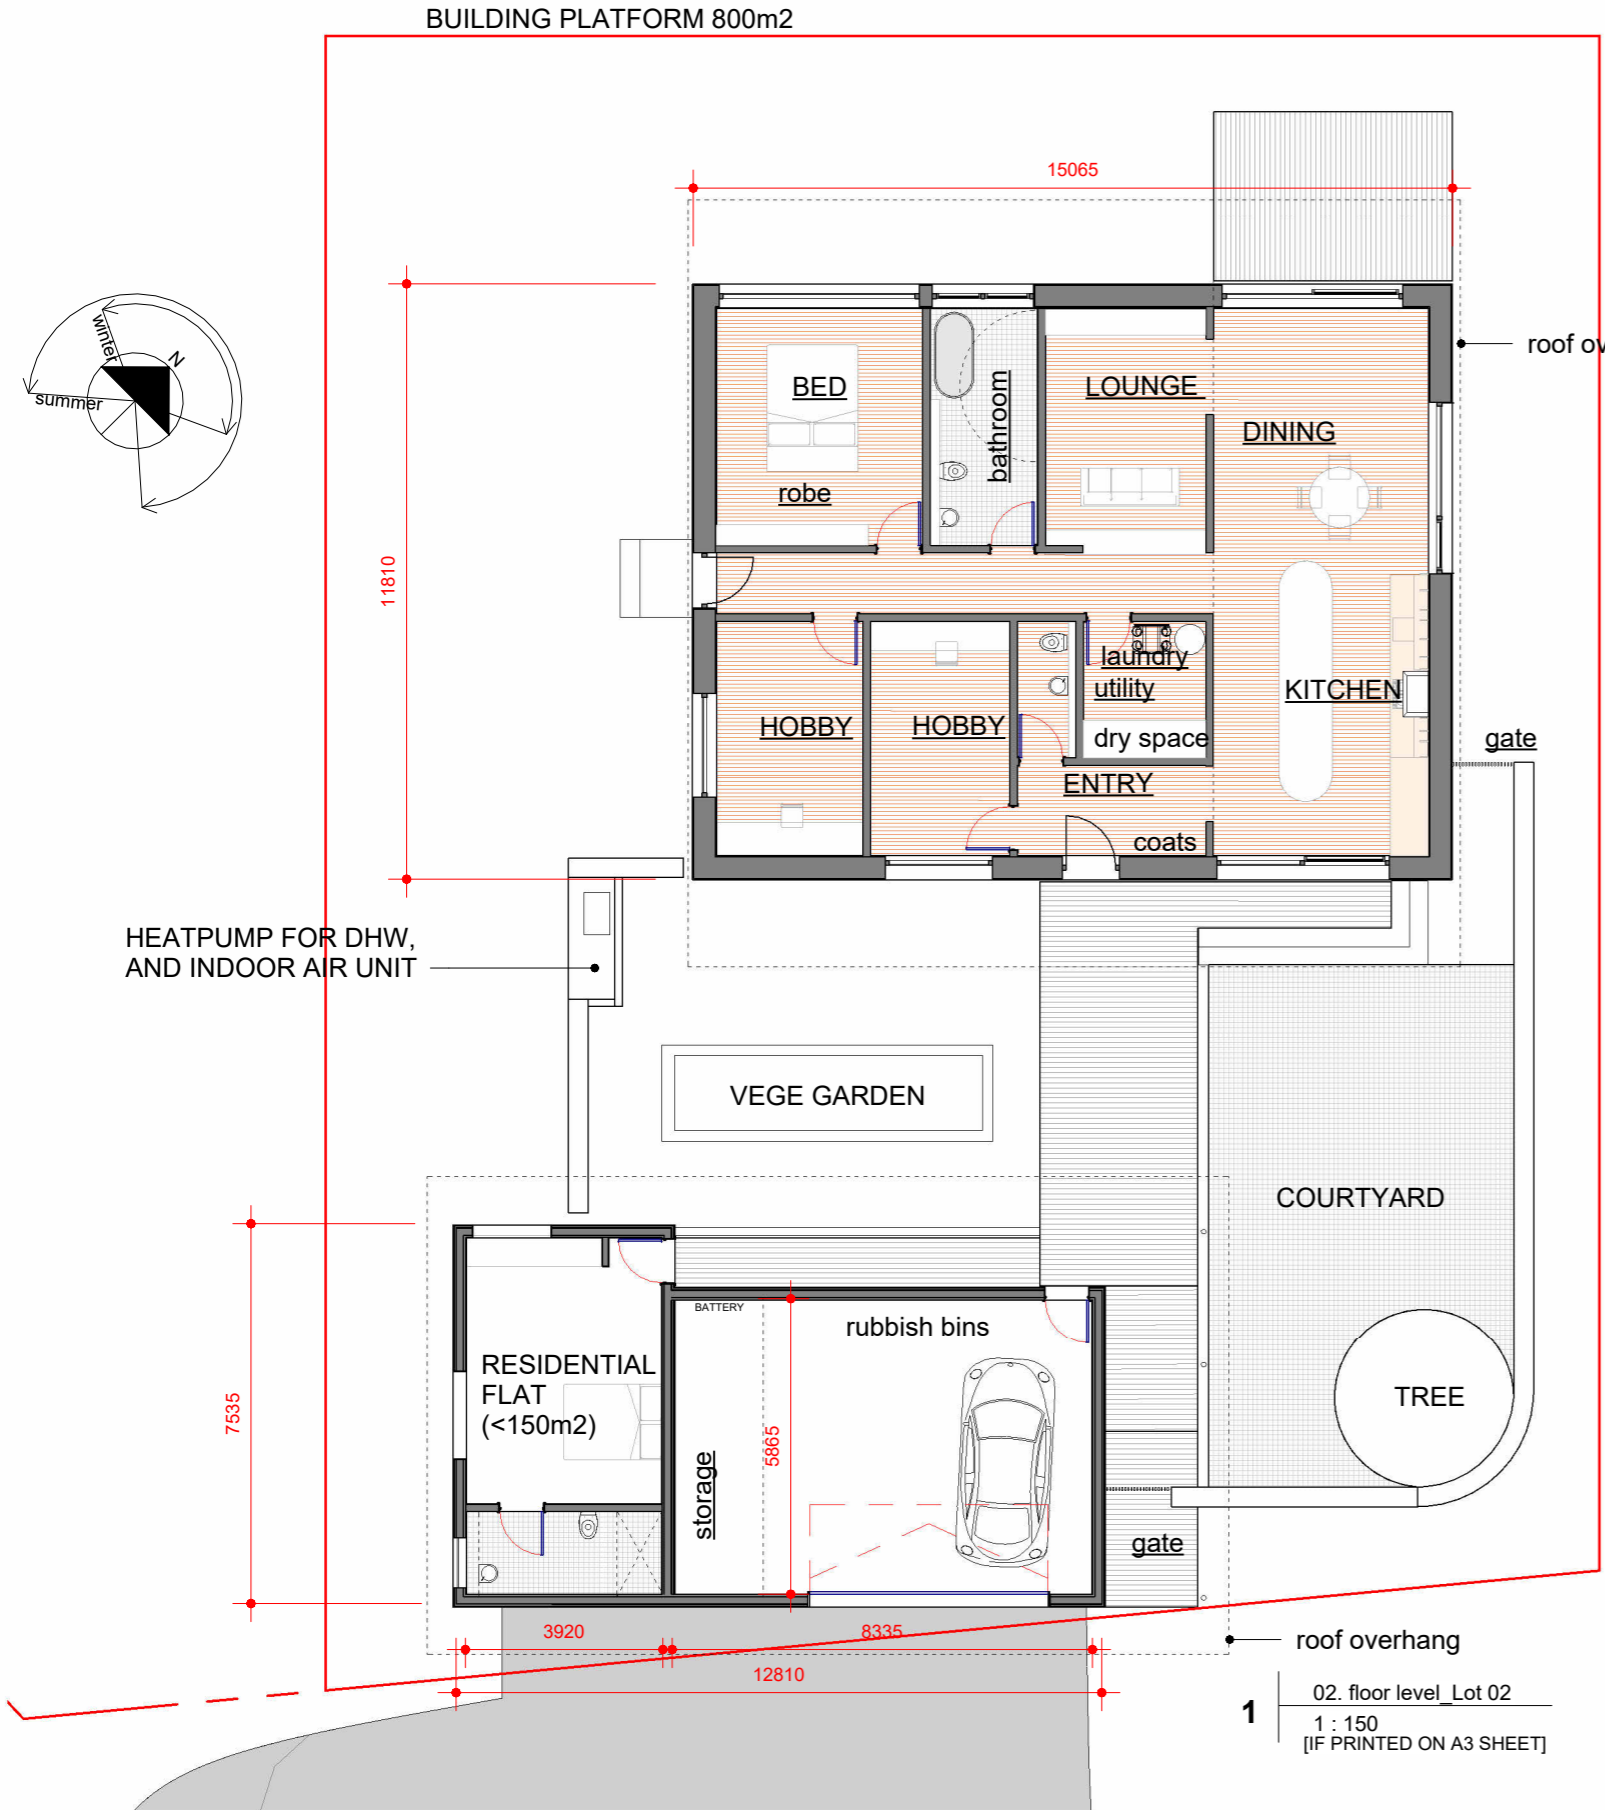 BUILDING PLATFORM 800m2
15065
winter
N
summer
roof ov
BED
LOUNGE
bathroom
DINING
robe
11810
laundry
utility
KITCHEN
HOBBY
HOBBY
dry space
gate
ENTRY
coats
HEATPUMP FOR DHW,
AND INDOOR AIR UNIT
VEGE GARDEN
COURTYARD
BATTERY
rubbish bins
RESIDENTIAL
FLAT
(<150m2)
TREE
7535
5865
storage
gate
3920
8335
roof overhang
12810
1
02. floor level_Lot 02
1 : 150
[IF PRINTED ON A3 SHEET]